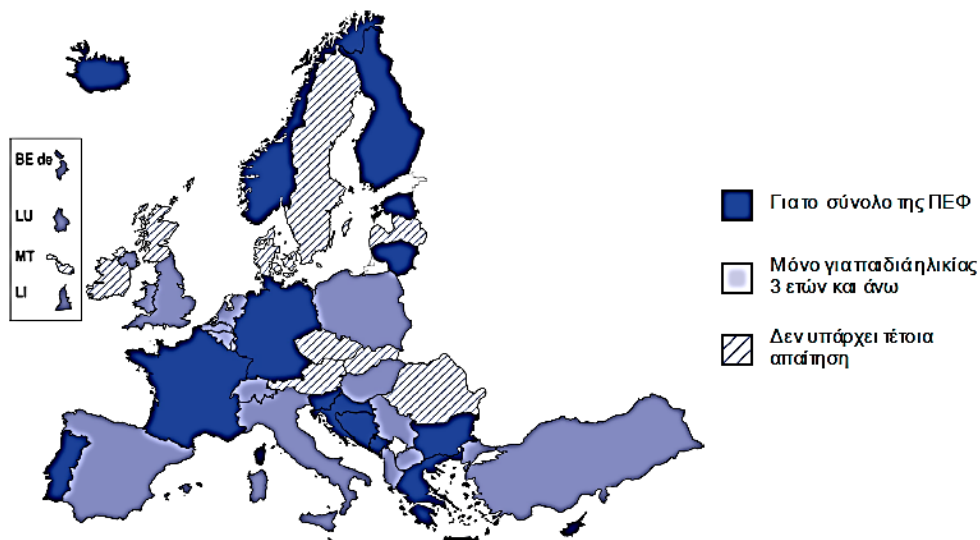 BE de
LU
MT
LI
Για το σύνολο της ΠΕΦ
Μόνο για παιδιά ηλικίας
3 ετών και άνω
Δεν υπάρχει τέτοια
απαίτηση